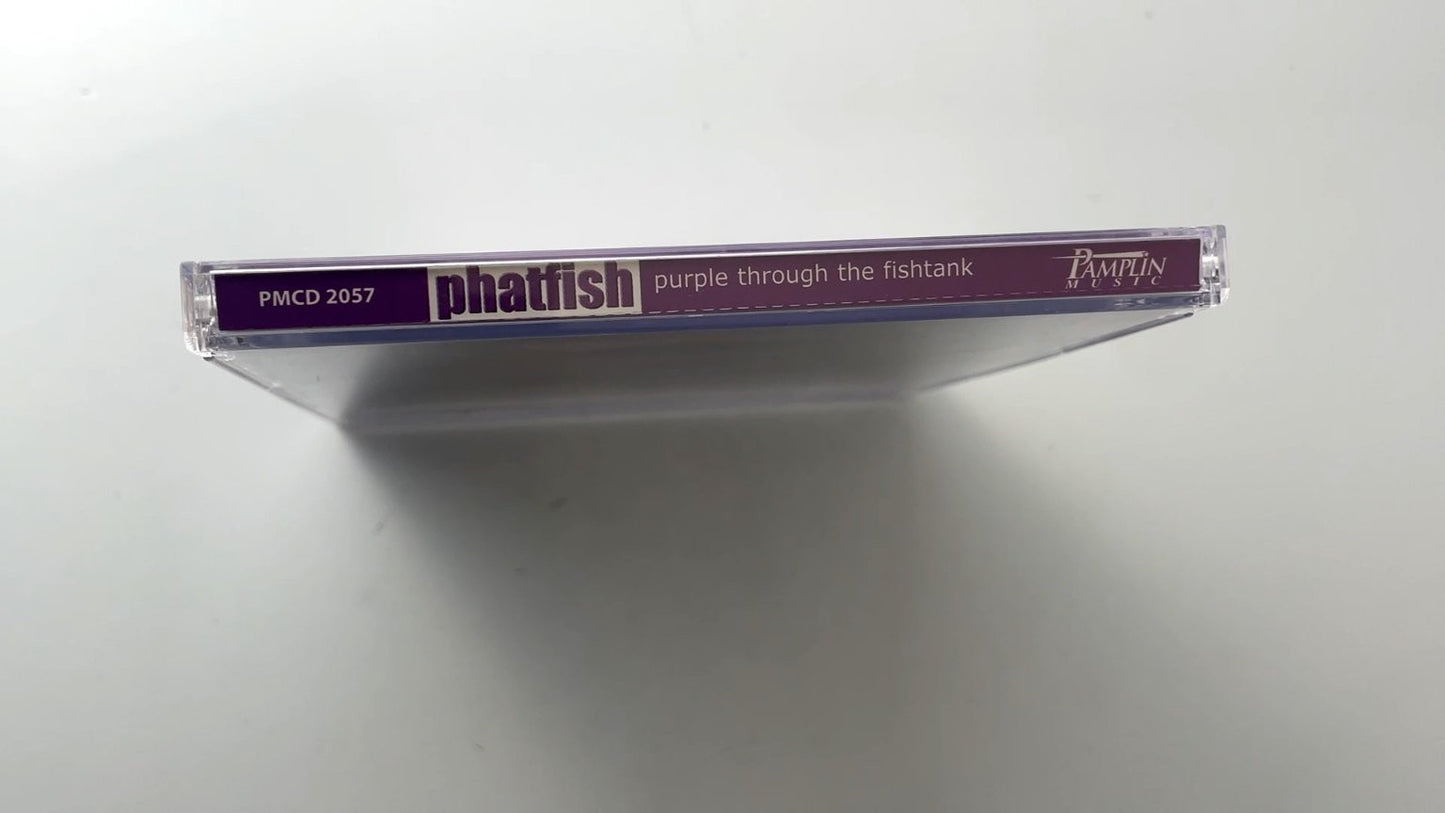 PMCD 2057
phatfish
purple through the fishtank
PAMPLIN
MUSIC